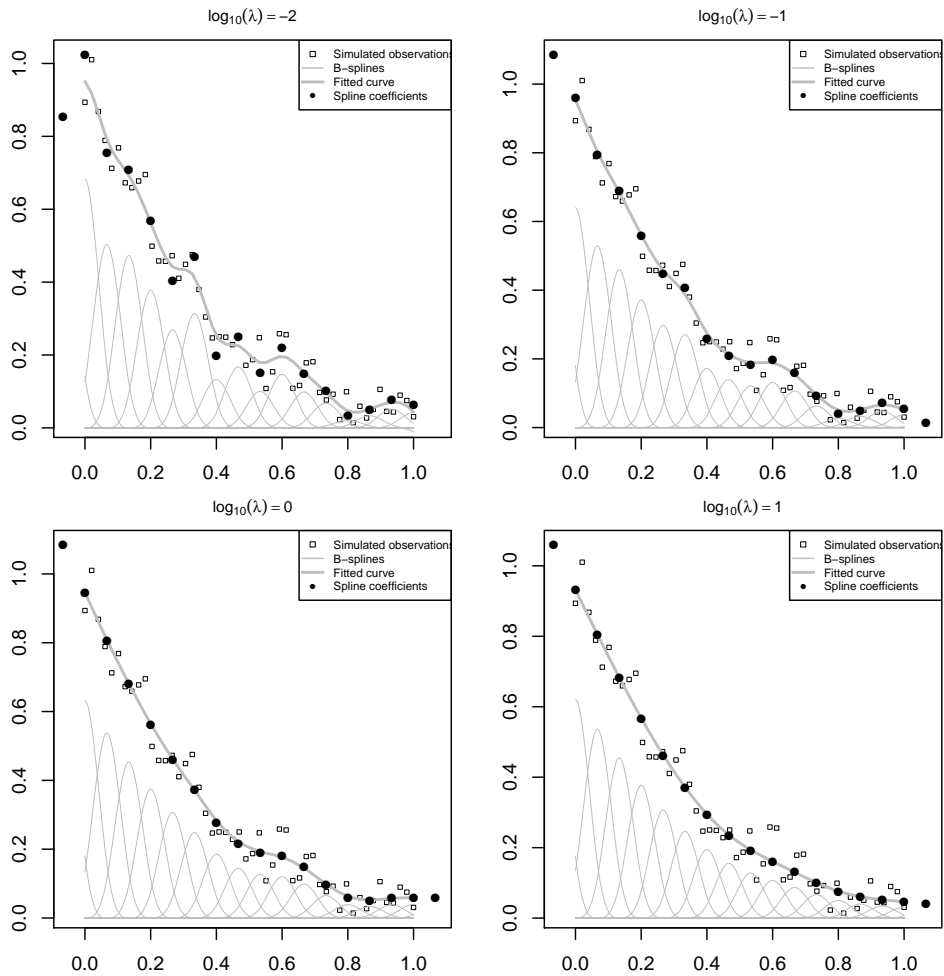 log₁₀(λ) = −2
Simulated observations
B−splines
Fitted curve
Spline coefficients
1.0
0.8
0.6
0.4
0.2
0.0
0.0 0.2 0.4 0.6 0.8 1.0
log₁₀(λ) = −1
Simulated observations
B−splines
Fitted curve
Spline coefficients
1.0
0.8
0.6
0.4
0.2
0.0
0.0 0.2 0.4 0.6 0.8 1.0
log₁₀(λ) = 0
Simulated observations
B−splines
Fitted curve
Spline coefficients
1.0
0.8
0.6
0.4
0.2
0.0
0.0 0.2 0.4 0.6 0.8 1.0
log₁₀(λ) = 1
Simulated observations
B−splines
Fitted curve
Spline coefficients
1.0
0.8
0.6
0.4
0.2
0.0
0.0 0.2 0.4 0.6 0.8 1.0